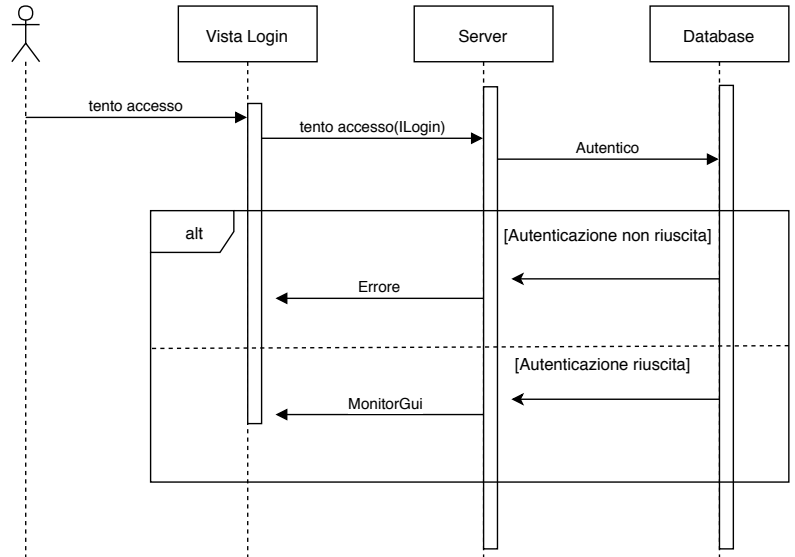 Vista Login
Server
Database
tento accesso
tento accesso(ILogin)
Autentico
alt
[Autenticazione non riuscita]
Errore
[Autenticazione riuscita]
MonitorGui